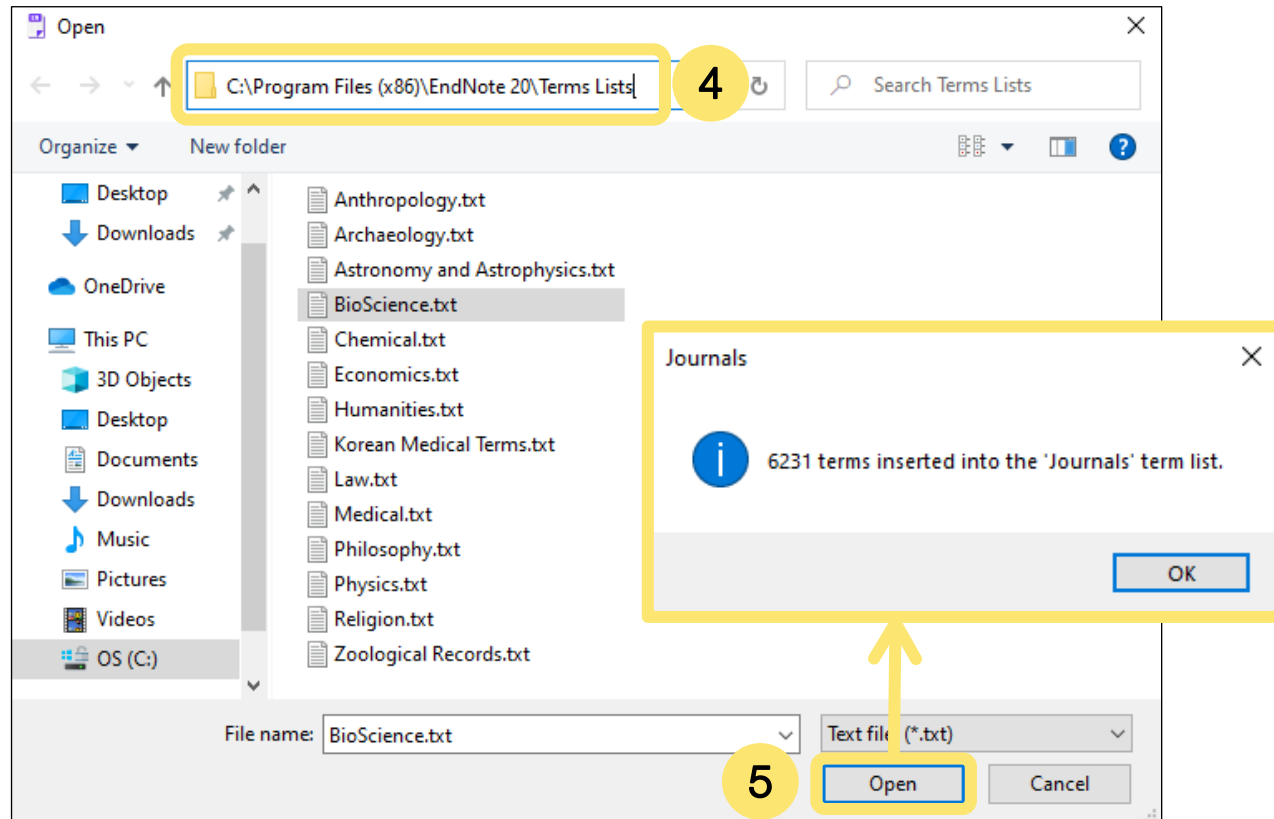 Open
C:\Program Files (x86)\EndNote 20\Terms Lists
4
Search Terms Lists
Organize
New folder
?
Desktop
Downloads
OneDrive
This PC
3D Objects
Desktop
Documents
Downloads
Music
Pictures
Videos
OS (C:)
Anthropology.txt
Archaeology.txt
Astronomy and Astrophysics.txt
BioScience.txt
Chemical.txt
Economics.txt
Humanities.txt
Korean Medical Terms.txt
Law.txt
Medical.txt
Philosophy.txt
Physics.txt
Religion.txt
Zoological Records.txt
Journals
i
6231 terms inserted into the 'Journals' term list.
OK
File name: BioScience.txt
Text file (*.txt)
5
Open
Cancel